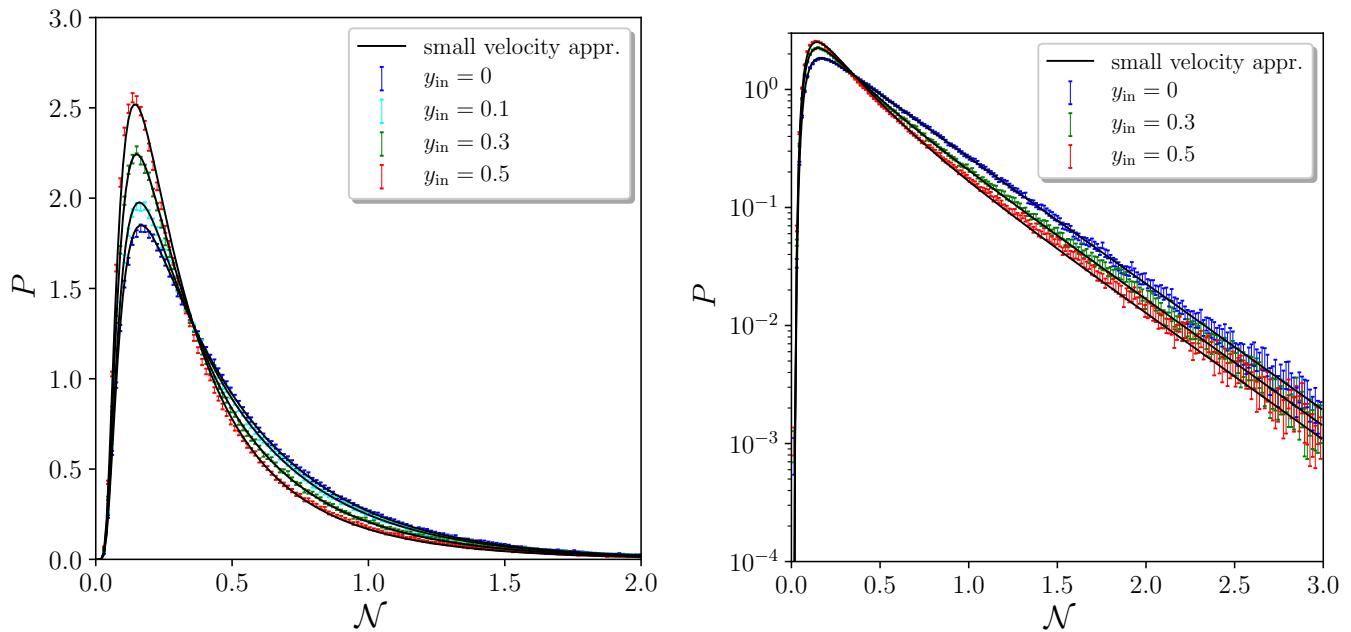 3.0
2.5
2.0
1.5
1.0
0.5
0.0
P
0.0 0.5 1.0 1.5 2.0
𝒩
small velocity appr.
y_in = 0
y_in = 0.1
y_in = 0.3
y_in = 0.5
10^0
10^−1
10^−2
10^−3
10^−4
P
0.0 0.5 1.0 1.5 2.0 2.5 3.0
𝒩
small velocity appr.
y_in = 0
y_in = 0.3
y_in = 0.5